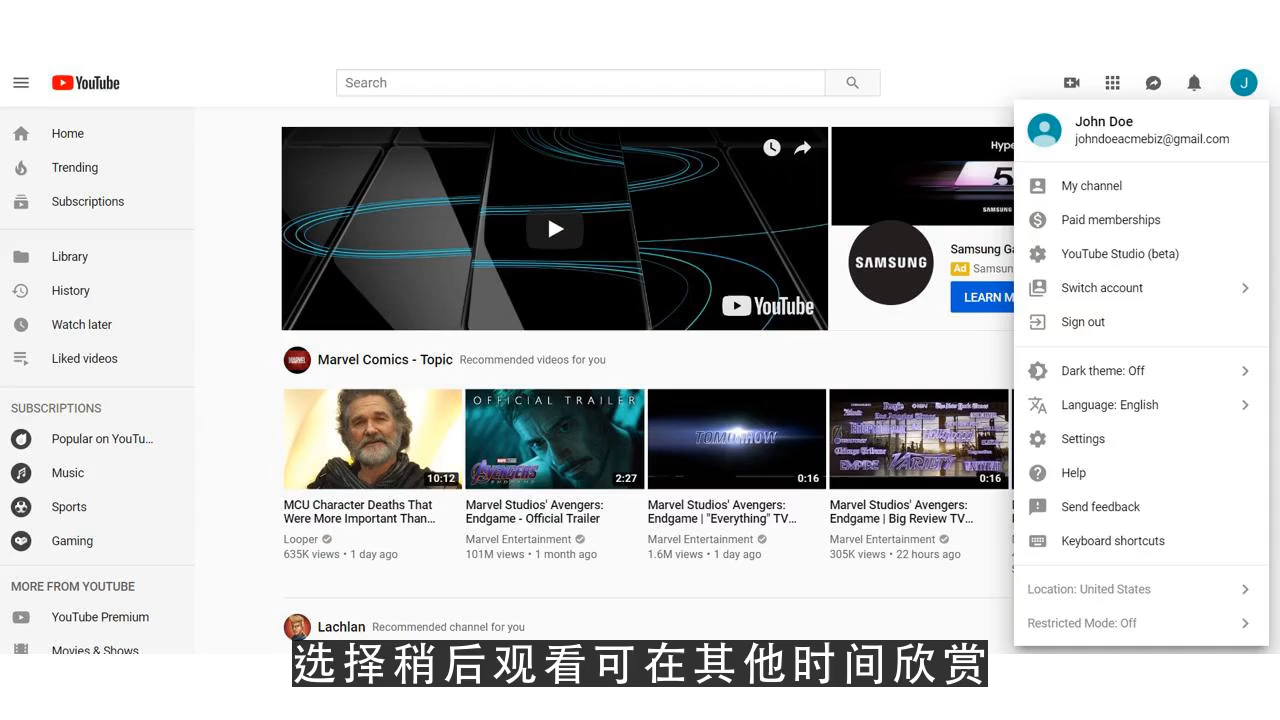 YouTube
Search
J
John Doe
johndoeacmebiz@gmail.com
Home
Trending
Subscriptions
Library
History
Watch later
Liked videos
SUBSCRIPTIONS
Popular on YouTu...
Music
Sports
Gaming
MORE FROM YOUTUBE
YouTube Premium
Movies & Shows
YouTube
Hype
5
SAMSUNG
SAMSUNG
Samsung Ga
Ad Samsun
LEARN M
MARVEL
Marvel Comics - Topic Recommended videos for you
10:12
MCU Character Deaths That
Were More Important Than...
Looper
635K views • 1 day ago
OFFICIAL TRAILER
AVENGERS
2:27
Marvel Studios' Avengers:
Endgame - Official Trailer
Marvel Entertainment
101M views • 1 month ago
TOMORROW
0:16
Marvel Studios' Avengers:
Endgame | "Everything" TV...
Marvel Entertainment
1.6M views • 1 day ago
EMPIRE
VARIETY
0:16
Marvel Studios' Avengers:
Endgame | Big Review TV...
Marvel Entertainment
305K views • 22 hours ago
Lachlan Recommended channel for you
My channel
Paid memberships
YouTube Studio (beta)
Switch account
Sign out
Dark theme: Off
Language: English
Settings
Help
Send feedback
Keyboard shortcuts
Location: United States
Restricted Mode: Off
选择稍后观看可在其他时间欣赏